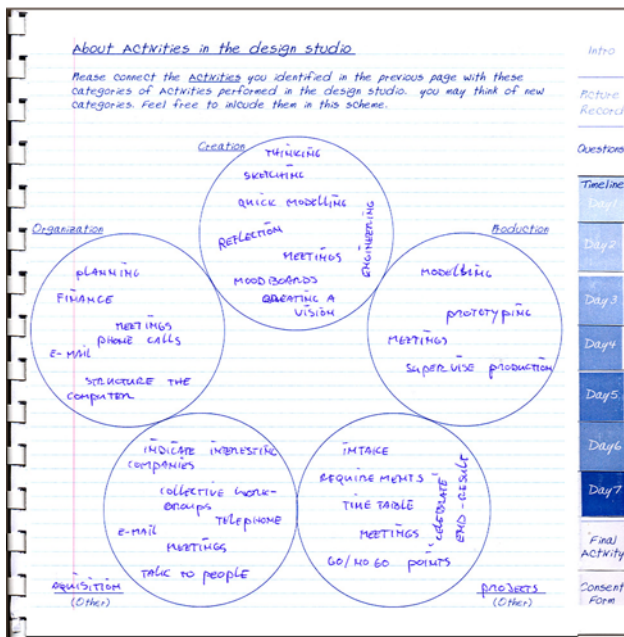 About Activities in the design studio
Please connect the Activities you identified in the previous page with these
categories of Activities performed in the design studio. you may think of new
categories. Feel free to inlcude them in this scheme.
Creation
THINKING
SKETCHING
QUICK MODELLING
REFLECTION
MEETINGS
ENGINEERING
MOODBOARDS
CREATING A
VISION
Organization
PLANNING
FINANCE
MEETINGS
PHONE CALLS
E-MAIL
STRUCTURE THE
COMPUTER
Production
MODELLING
PROTOTYPING
MEETINGS
SUPERVISE PRODUCTION
INDICATE INTERESTING
COMPANIES
COLLECTIVE WORK-
GROUPS
TELEPHONE
E-MAIL
MEETINGS
TALK TO PEOPLE
AQUISITION
(Other)
INTAKE
REQUIREMENTS
TIME TABLE
MEETINGS
GO/NO GO POINTS
'CELEBRATE'
END-RESULT
PROJECTS
(Other)
Intro
Picture
Record
Questions
Timeline
Day1
Day2
Day3
Day4
Day5
Day6
Day7
Final
Activity
Consent
Form